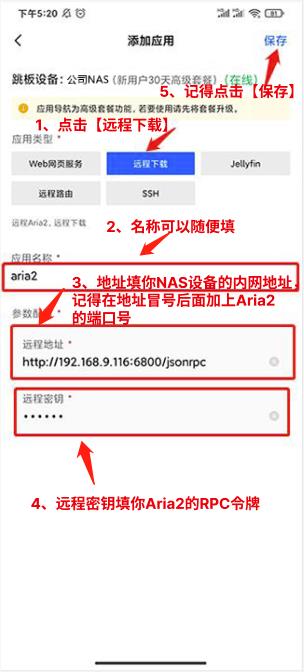 下午5:20
81
添加应用
保存
跳板设备: 公司NAS (新用户30天高级套餐) (在线)
5、记得点击【保存】
应用导航为高级套餐功能, 若要使用请先将套餐升级。
1、点击【远程下载】
应用类型 *
Web网页服务
远程下载
Jellyfin
远程路由
SSH
远程Aria2, 远程下载
2、名称可以随便填
应用名称 *
aria2
3、地址填你NAS设备的内网地址,
记得在地址冒号后面加上Aria2
的端口号
参数配 *
远程地址 *
http://192.168.9.116:6800/jsonrpc
远程密钥 *
••••••
4、远程密钥填你Aria2的RPC令牌